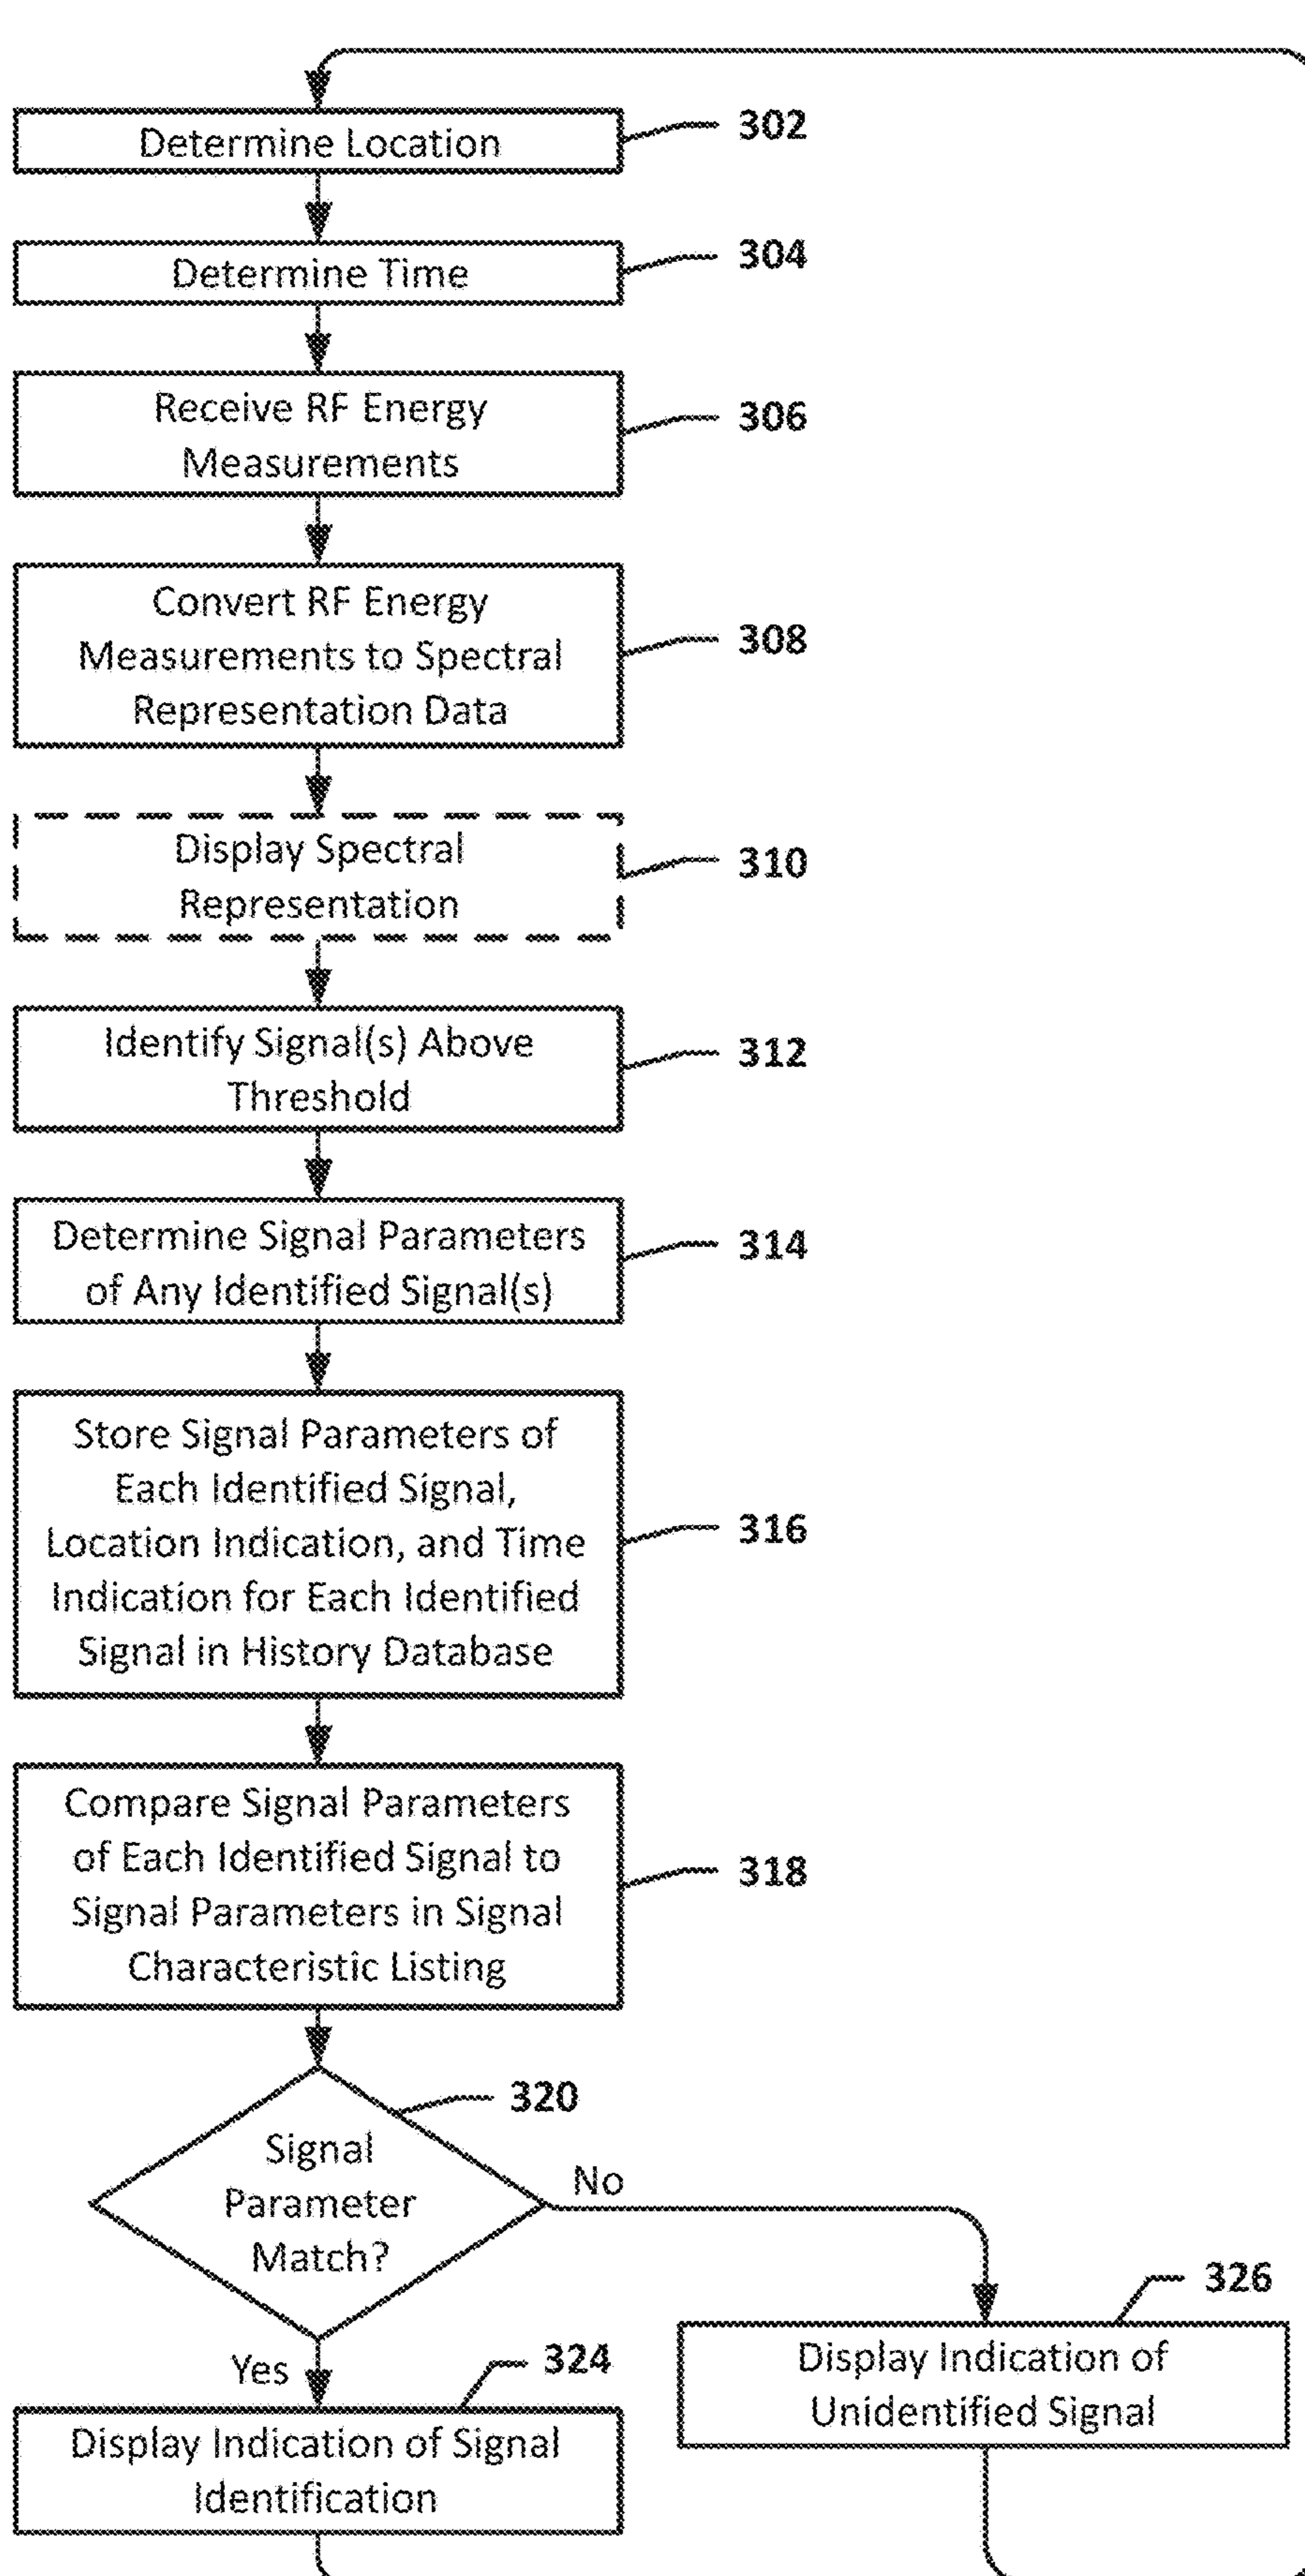 Determine Location
302
Determine Time
304
Receive RF Energy
Measurements
306
Convert RF Energy
Measurements to Spectral
Representation Data
308
Display Spectral
Representation
310
Identify Signal(s) Above
Threshold
312
Determine Signal Parameters
of Any Identified Signal(s)
314
Store Signal Parameters of
Each Identified Signal,
Location Indication, and Time
Indication for Each Identified
Signal in History Database
316
Compare Signal Parameters
of Each Identified Signal to
Signal Parameters in Signal
Characteristic Listing
318
320
Signal
Parameter
Match?
No
326
Display Indication of
Unidentified Signal
Yes
324
Display Indication of Signal
Identification